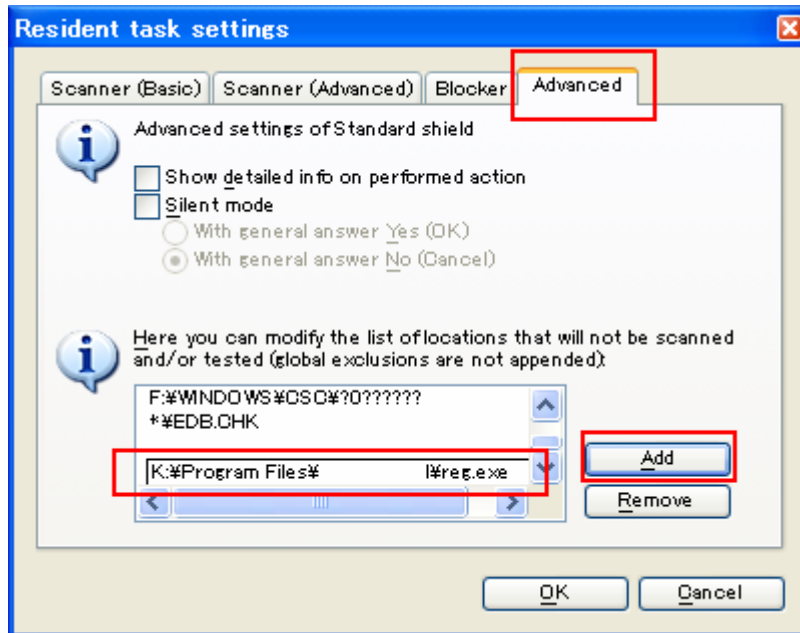 Resident task settings
Scanner (Basic) Scanner (Advanced) Blocker Advanced
Advanced settings of Standard shield
Show detailed info on performed action
Silent mode
With general answer Yes (OK)
With general answer No (Cancel)
Here you can modify the list of locations that will not be scanned
and/or tested (global exclusions are not appended):
F:¥WINDOWS¥CSC¥?0??????
*¥EDB.CHK
K:¥Program Files¥ l¥reg.exe
Add
Remove
OK Cancel